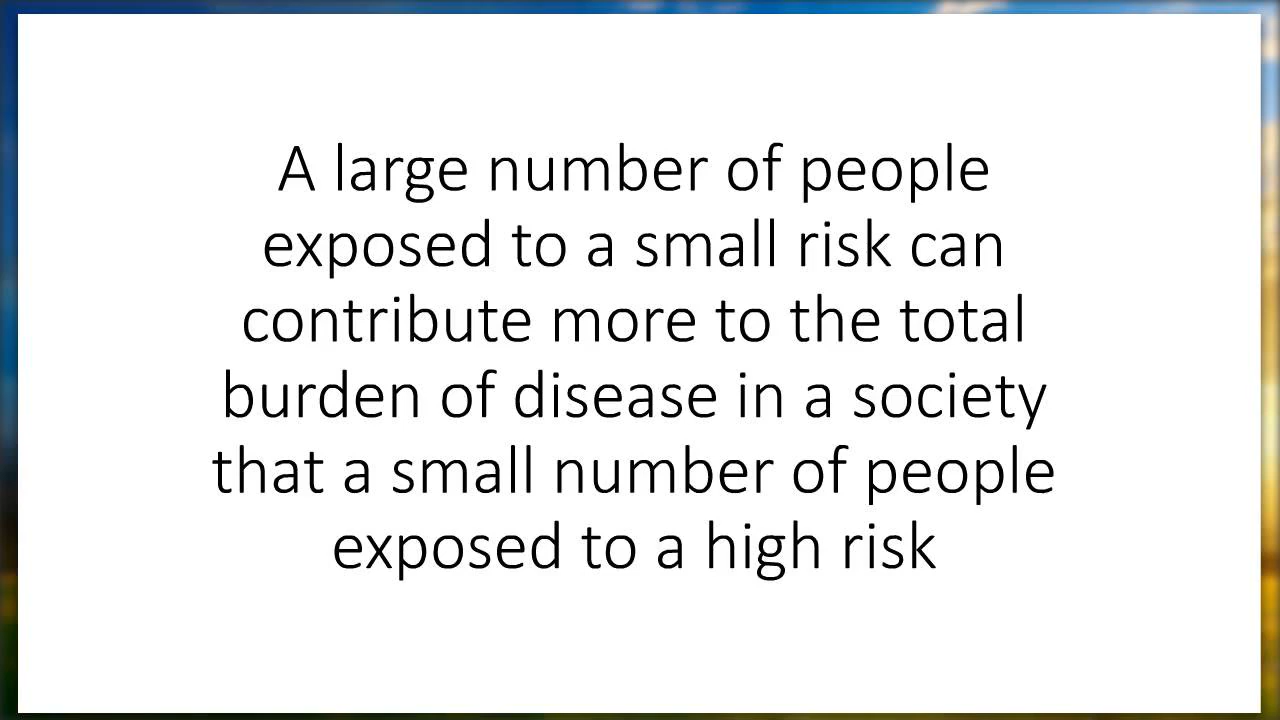 A large number of people
exposed to a small risk can
contribute more to the total
burden of disease in a society
that a small number of people
exposed to a high risk